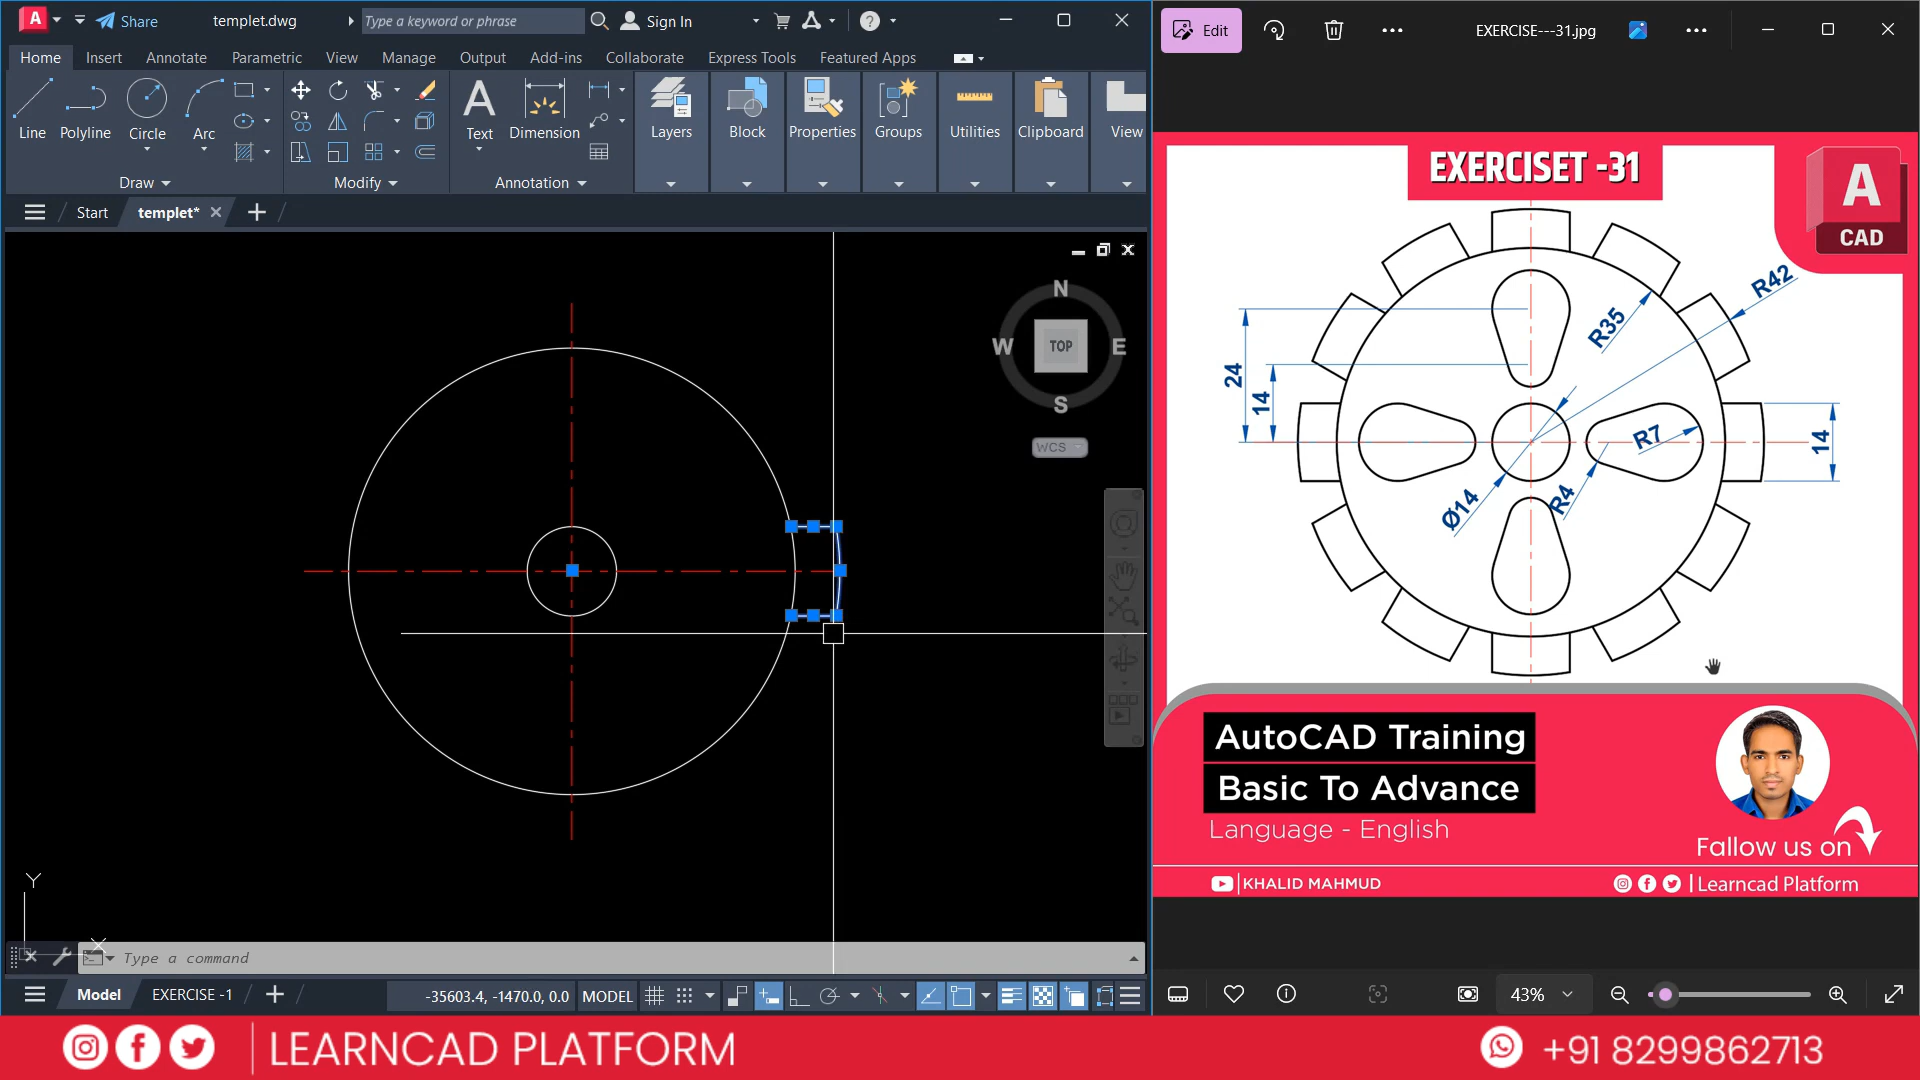 A
Share
templet.dwg
Type a keyword or phrase
Sign In
Home Insert Annotate Parametric View Manage Output Add-ins Collaborate Express Tools Featured Apps
Line Polyline Circle Arc
Text Dimension
Layers Block Properties Groups Utilities Clipboard View
Draw Modify Annotation
Start templet*
N
W TOP E
S
WCS
Y
X
Type a command
Model EXERCISE -1
-35603.4, -1470.0, 0.0 MODEL
Edit
EXERCISE---31.jpg
EXERCISET -31
A
CAD
R42
R35
24
14
R7
14
Ø14
R4
AutoCAD Training
Basic To Advance
Language - English
Fallow us on
KHALID MAHMUD
Learncad Platform
43%
LEARNCAD PLATFORM
+91 8299862713